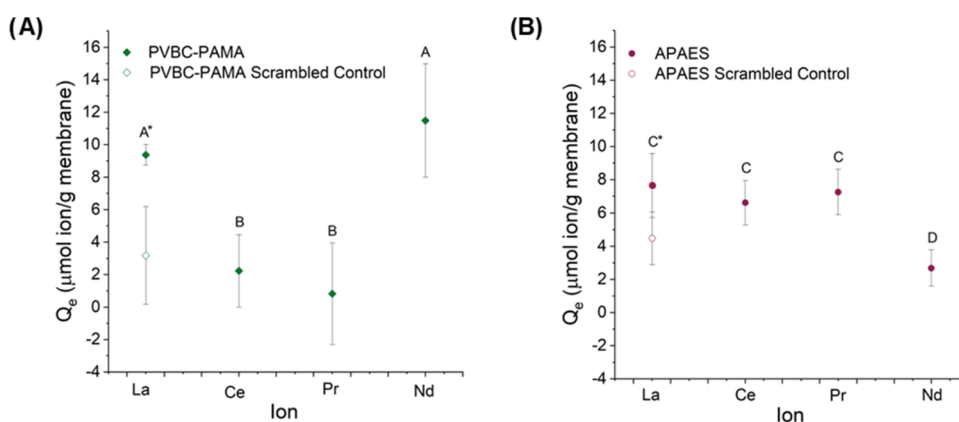 (A)
PVBC-PAMA
PVBC-PAMA Scrambled Control
A*
B
B
A
16
14
12
10
8
6
4
2
0
-2
-4
Qe (μmol ion/g membrane)
La
Ce
Pr
Nd
Ion
(B)
APAES
APAES Scrambled Control
C*
C
C
D
16
14
12
10
8
6
4
2
0
-2
-4
Qe (μmol ion/g membrane)
La
Ce
Pr
Nd
Ion